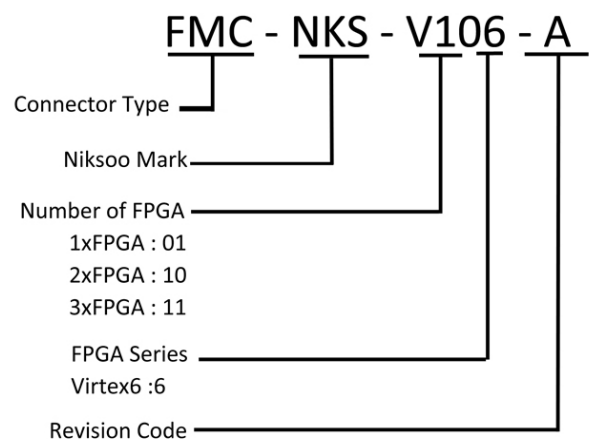 FMC - NKS - V106 - A
Connector Type
Niksoo Mark
Number of FPGA
1xFPGA : 01
2xFPGA : 10
3xFPGA : 11
FPGA Series
Virtex6 :6
Revision Code